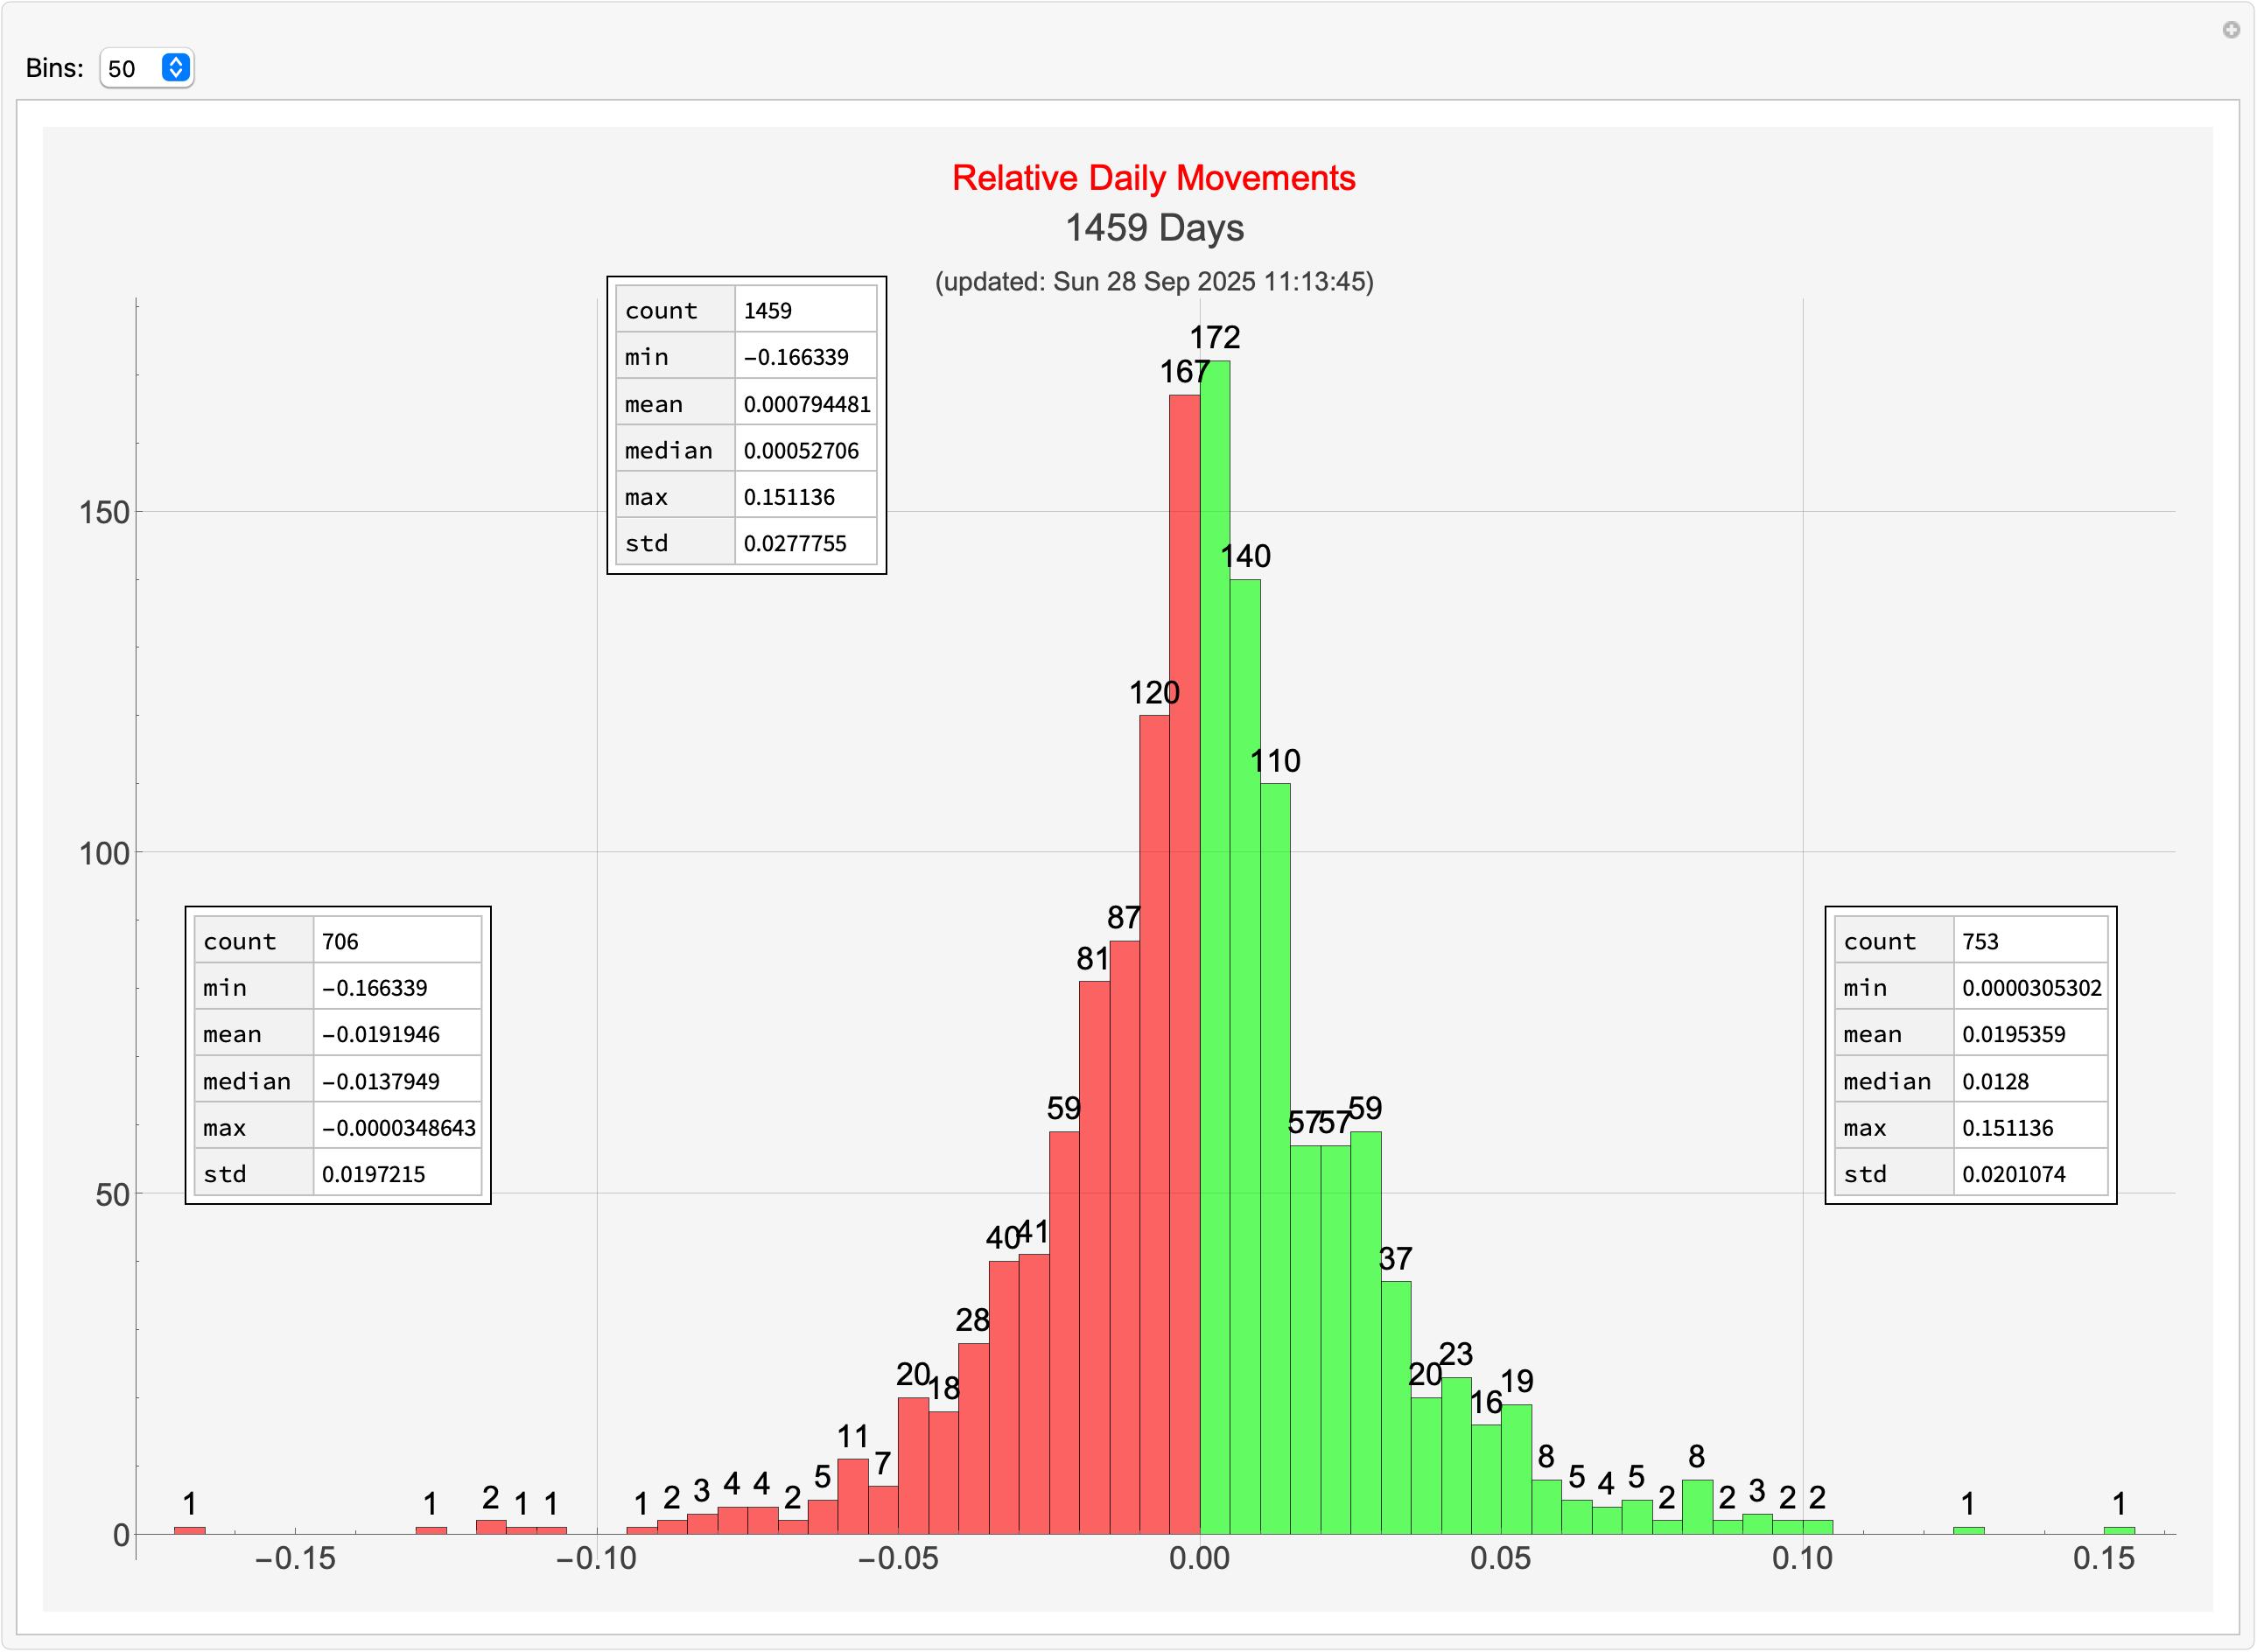 Bins: 50
Relative Daily Movements
1459 Days
(updated: Sun 28 Sep 2025 11:13:45)
count 1459
min −0.166339
mean 0.000794481
median 0.00052706
max 0.151136
std 0.0277755
count 706
min −0.166339
mean −0.0191946
median −0.0137949
max −0.0000348643
std 0.0197215
count 753
min 0.0000305302
mean 0.0195359
median 0.0128
max 0.151136
std 0.0201074
150
100
50
0
1 1 2 1 1 1 2 3 4 4 2 5 11 7 20 18 28 40 41 59 81 87 120 167 172 140 110 57 57 59 37 20 23 16 19 8 5 4 5 2 8 2 3 2 2 1 1
−0.15 −0.10 −0.05 0.00 0.05 0.10 0.15